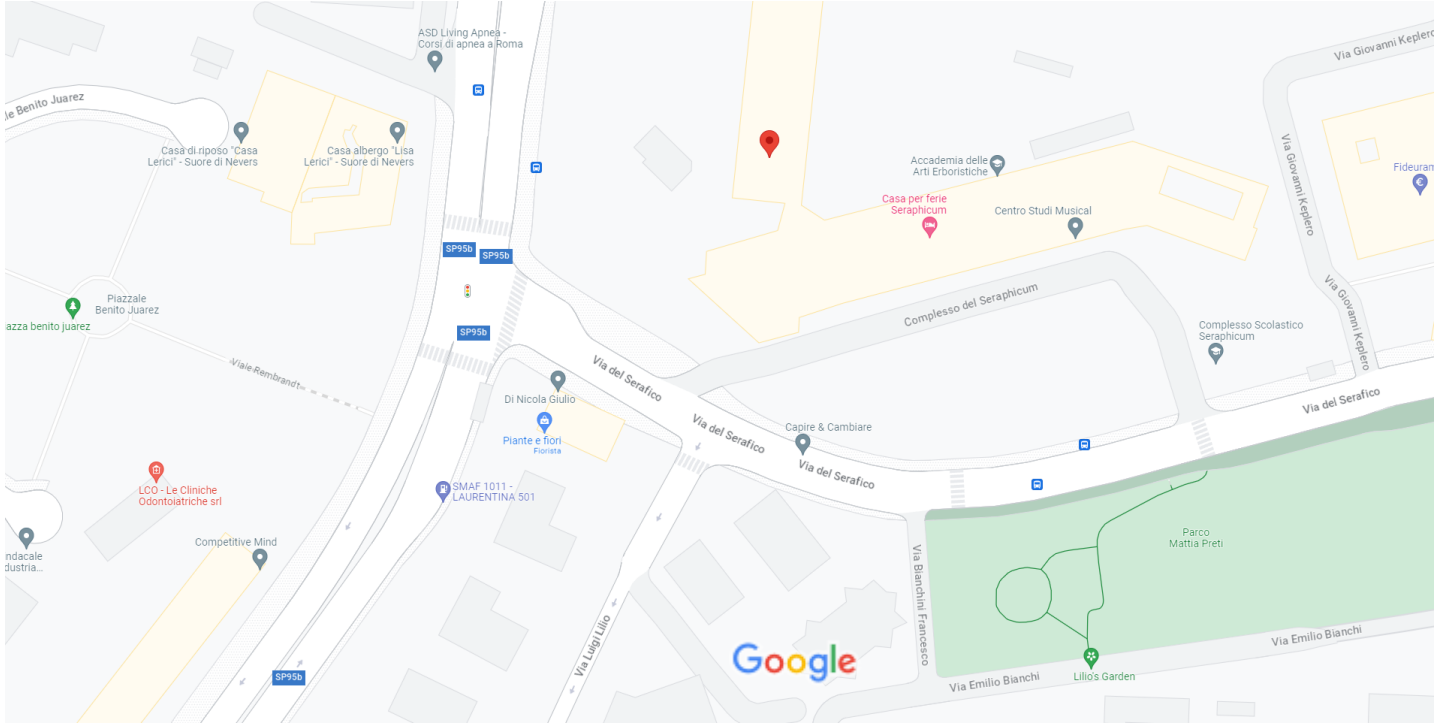 ASD Living Apnea -
Corsi di apnea a Roma
Via Giovanni Keplero
le Benito Juarez
Casa di riposo "Casa
Lerici" - Suore di Nevers
Casa albergo "Lisa
Lerici" - Suore di Nevers
Accademia delle
Arti Erboristiche
Via Giovanni Keplero
Fideuram
€
Casa per ferie
Seraphicum
Centro Studi Musical
SP95b
SP95b
Piazzale
Benito Juarez
azza benito juarez
SP95b
Complesso del Seraphicum
Via Giovanni Keplero
Complesso Scolastico
Seraphicum
Viale Rembrandt
Via del Serafico
Di Nicola Giulio
Via del Serafico
Via del Serafico
Capire & Cambiare
Piante e fiori
Fiorista
Via del Serafico
LCO - Le Cliniche
Odontoiatriche srl
SMAF 1011 -
LAURENTINA 501
Competitive Mind
Parco
Mattia Preti
ndacale
dustria...
Via Bianchini Francesco
Via Luigi Lilio
Via Emilio Bianchi
Google
SP95b
Lilio's Garden
Via Emilio Bianchi